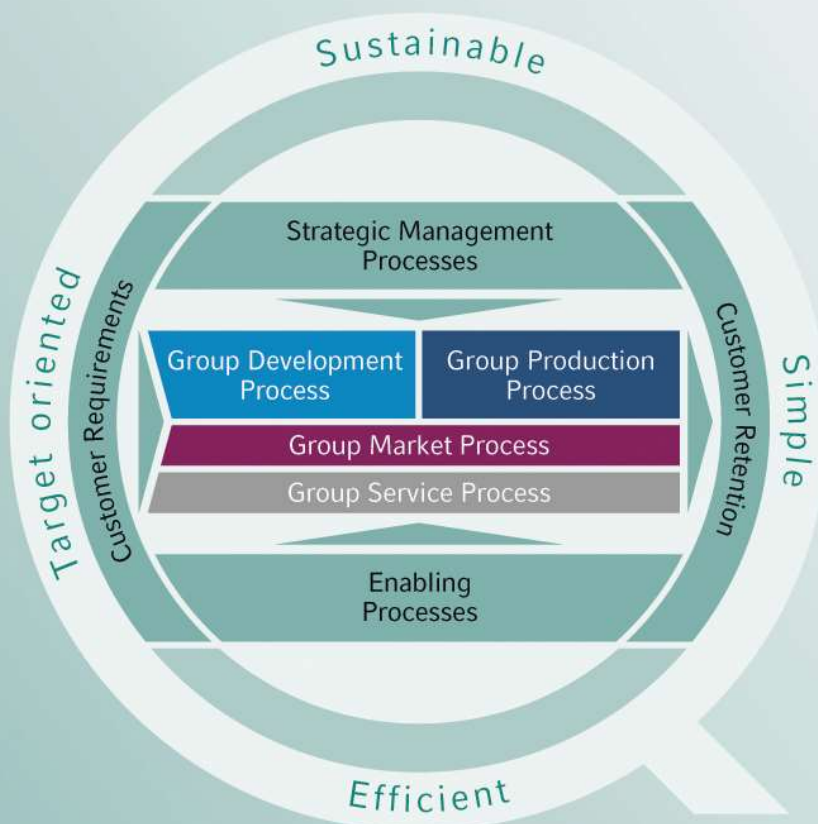 Sustainable
Strategic Management
Processes
Target oriented
Customer Requirements
Group Development
Process
Group Production
Process
Group Market Process
Group Service Process
Customer Retention
Simple
Enabling
Processes
Efficient